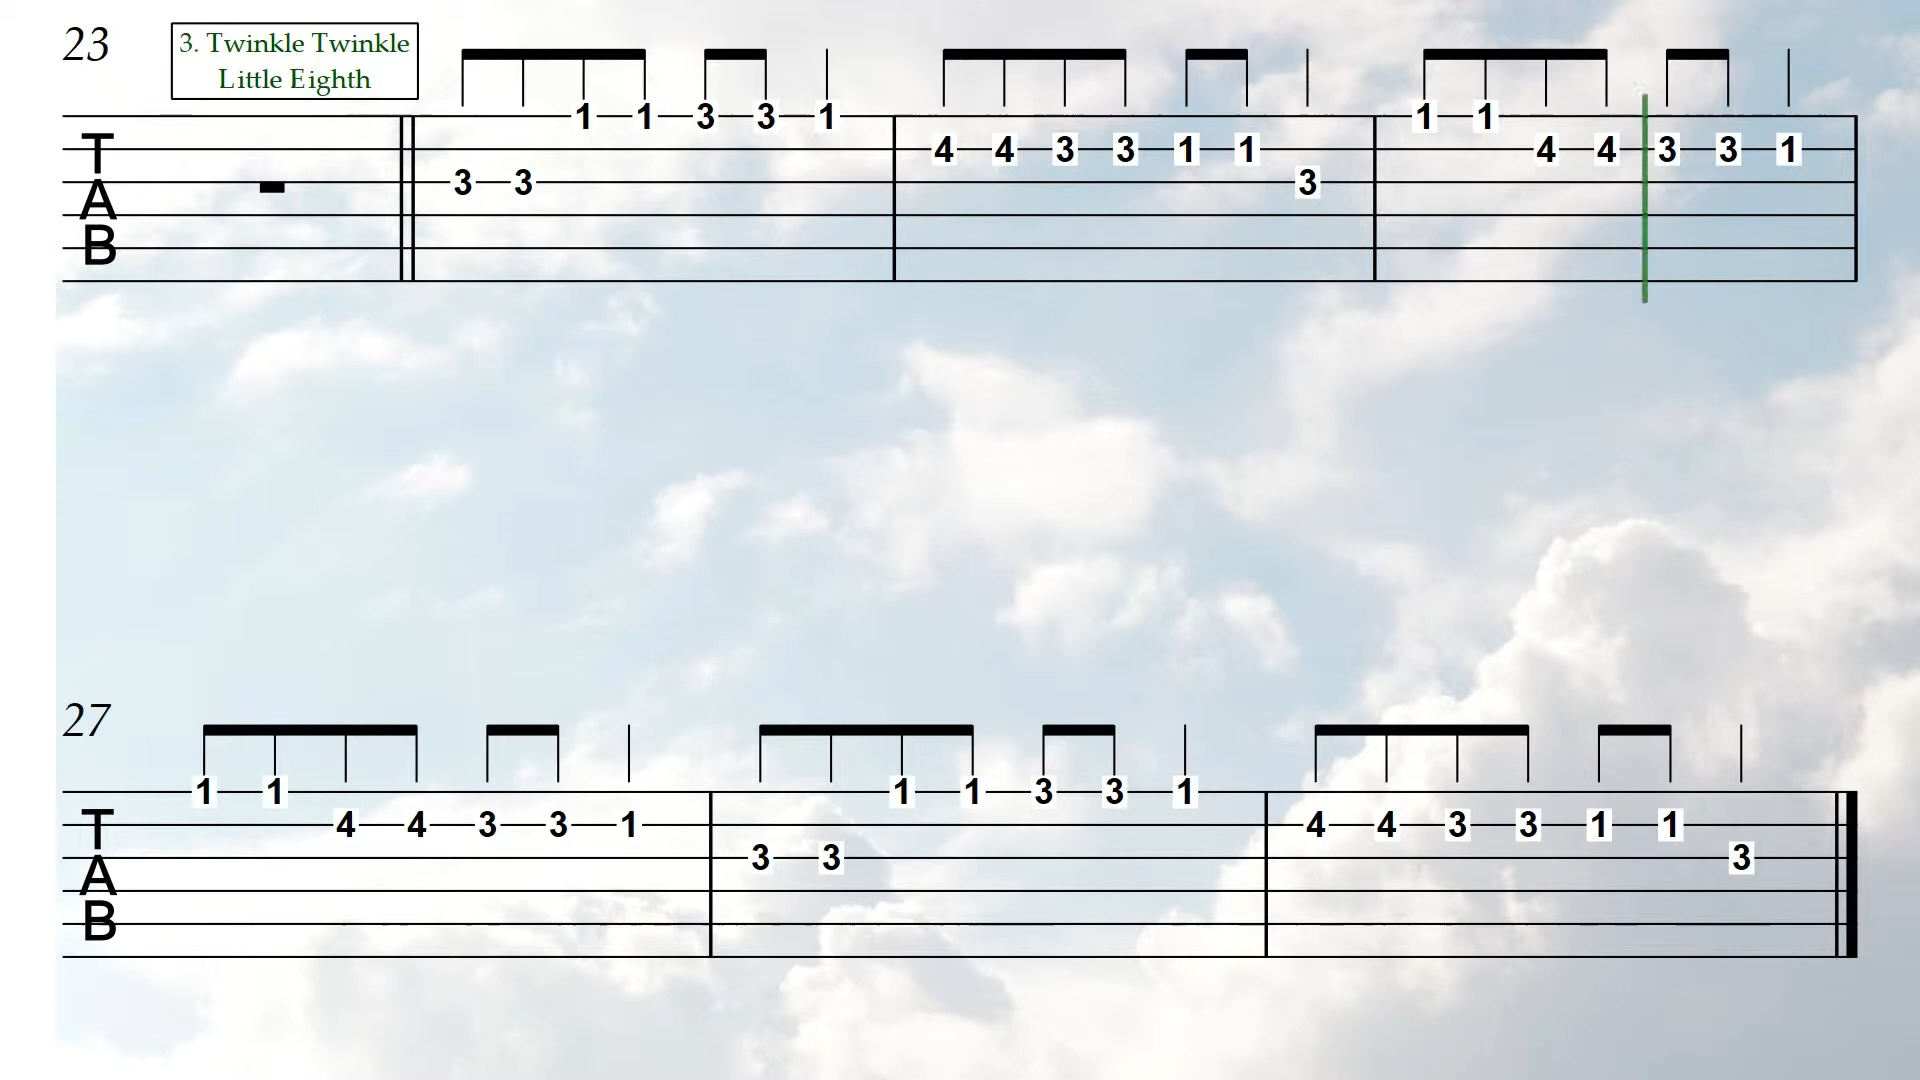 23
3. Twinkle Twinkle
Little Eighth
1 1 3 3 1 1 1
T 4 4 3 3 1 1 4 4 3 3 1
A 3 3 3
B
27
1 1 1 1 3 3 1
T 4 4 3 3 1 4 4 3 3 1 1
A 3 3 3
B